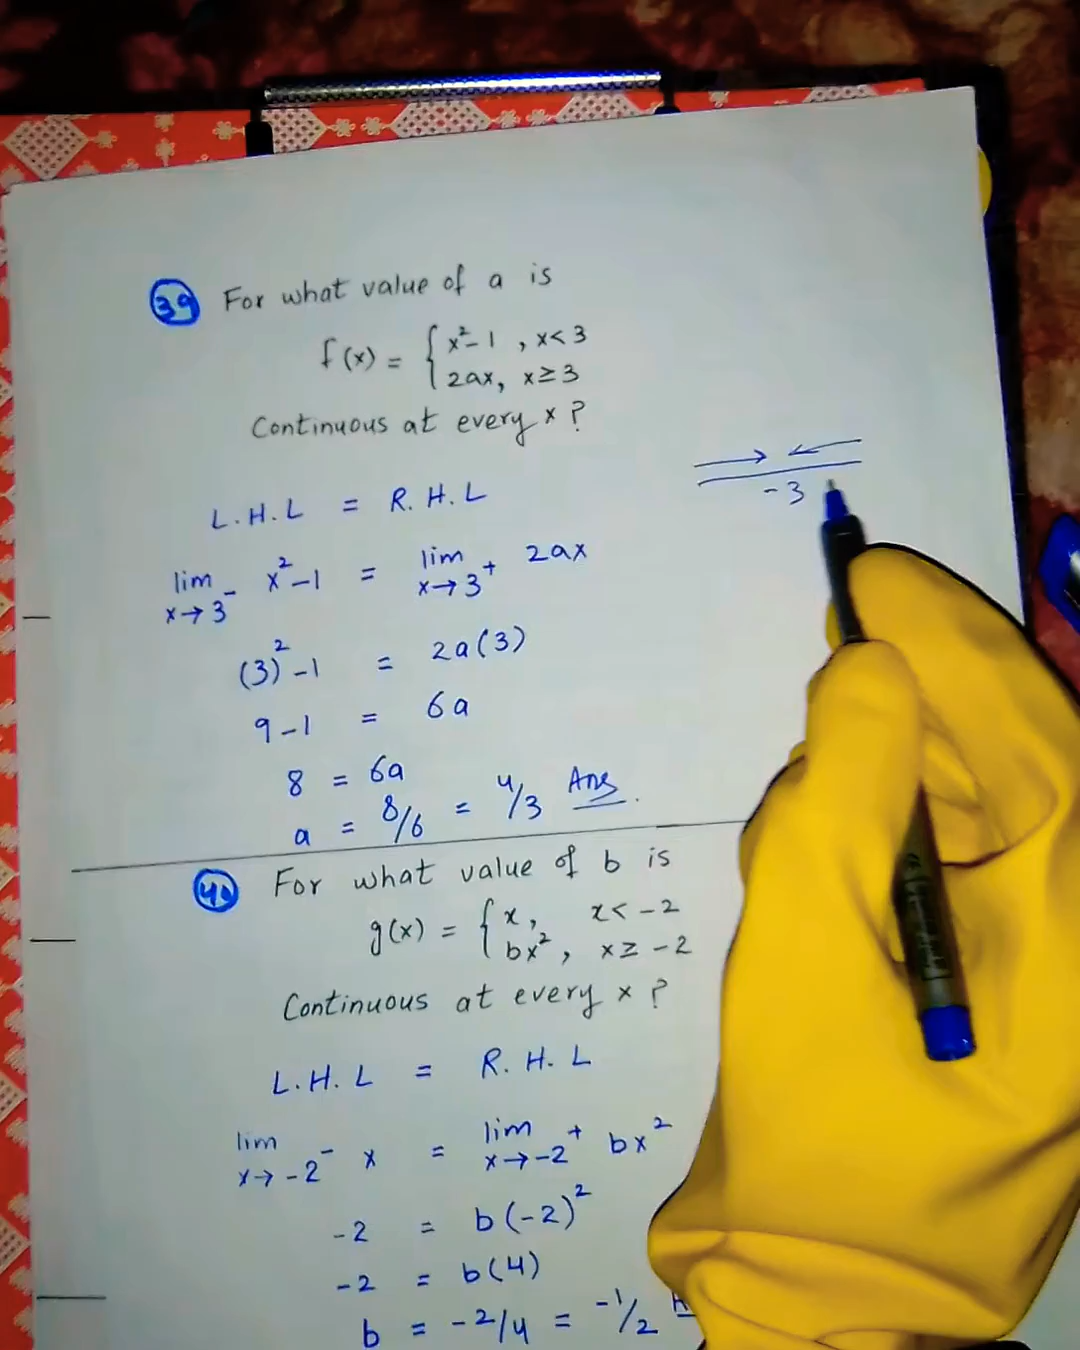 39 For what value of a is
f(x) = { x²-1 , x<3
2ax, x≥3
Continuous at every x ?
-3
L.H.L = R.H.L
lim x→3⁻ x²-1 = lim x→3⁺ 2ax
(3)²-1 = 2a(3)
9-1 = 6a
8 = 6a
a = 8/6 = 4/3 Ans.
40 For what value of b is
g(x) = { x, x< -2
bx², x≥ -2
Continuous at every x ?
L.H.L = R.H.L
lim x→-2⁻ x = lim x→-2⁺ bx²
-2 = b(-2)²
-2 = b(4)
b = -2/4 = -1/2